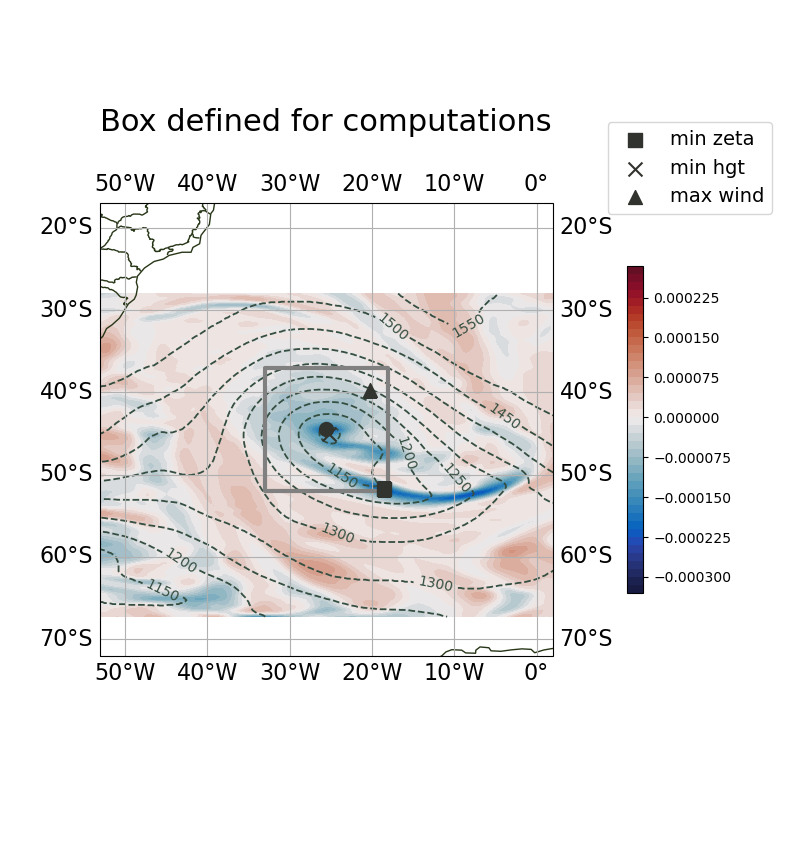 Box defined for computations
min zeta
min hgt
max wind
50°W 40°W 30°W 20°W 10°W 0°
20°S 20°S
30°S 30°S
40°S 40°S
50°S 50°S
60°S 60°S
70°S 70°S
50°W 40°W 30°W 20°W 10°W 0°
1500
1550
1450
1200
1150
1250
1300
1200
1150
1300
0.000225
0.000150
0.000075
0.000000
−0.000075
−0.000150
−0.000225
−0.000300